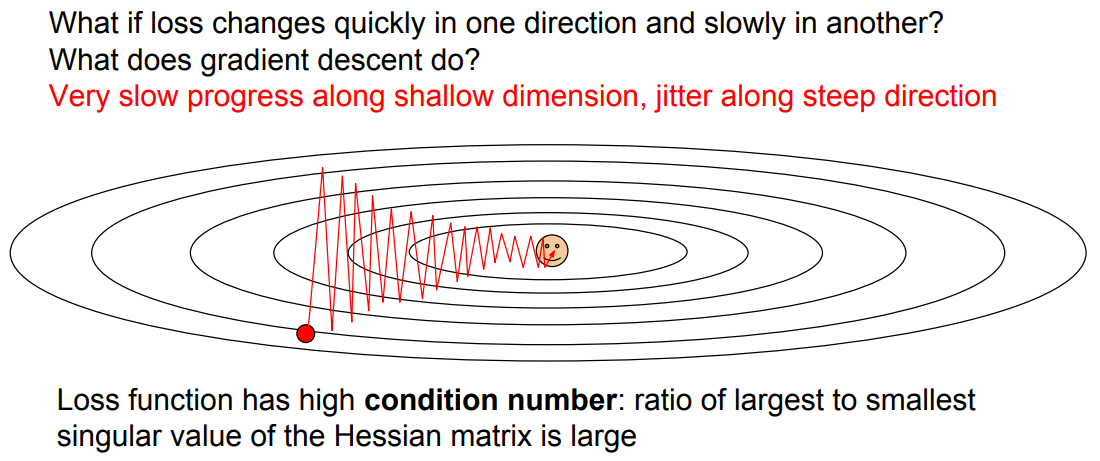 What if loss changes quickly in one direction and slowly in another?
What does gradient descent do?
Very slow progress along shallow dimension, jitter along steep direction
Loss function has high condition number: ratio of largest to smallest
singular value of the Hessian matrix is large